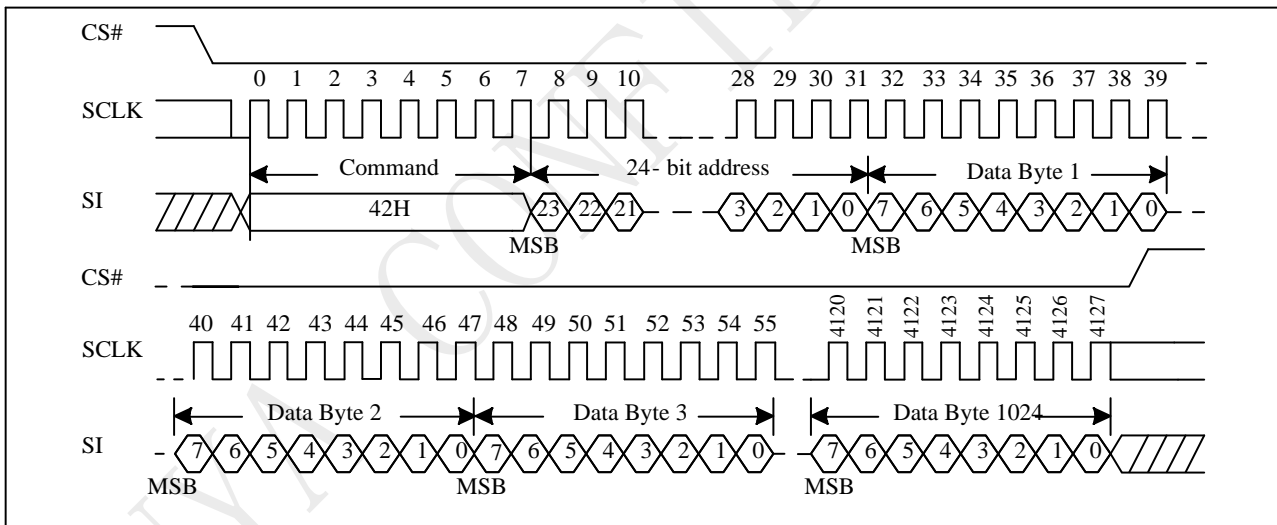 CS#
0 1 2 3 4 5 6 7 8 9 10 28 29 30 31 32 33 34 35 36 37 38 39
SCLK
Command 24- bit address Data Byte 1
SI 42H 23 22 21 3 2 1 0 7 6 5 4 3 2 1 0
MSB MSB
CS#
40 41 42 43 44 45 46 47 48 49 50 51 52 53 54 55 4120 4121 4122 4123 4124 4125 4126 4127
SCLK
Data Byte 2 Data Byte 3 Data Byte 1024
SI 7 6 5 4 3 2 1 0 7 6 5 4 3 2 1 0 7 6 5 4 3 2 1 0
MSB MSB MSB